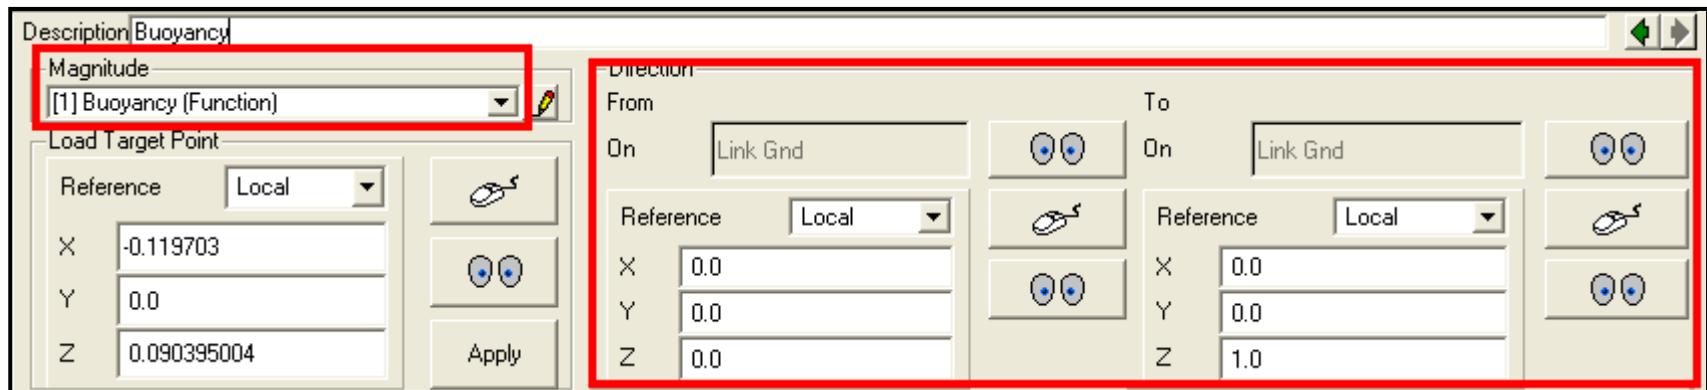 Description Buoyancy
Magnitude
[1] Buoyancy (Function)
Load Target Point
Reference Local
X -0.119703
Y 0.0
Z 0.090395004
Apply
Direction
From
On Link Gnd
Reference Local
X 0.0
Y 0.0
Z 0.0
To
On Link Gnd
Reference Local
X 0.0
Y 0.0
Z 1.0